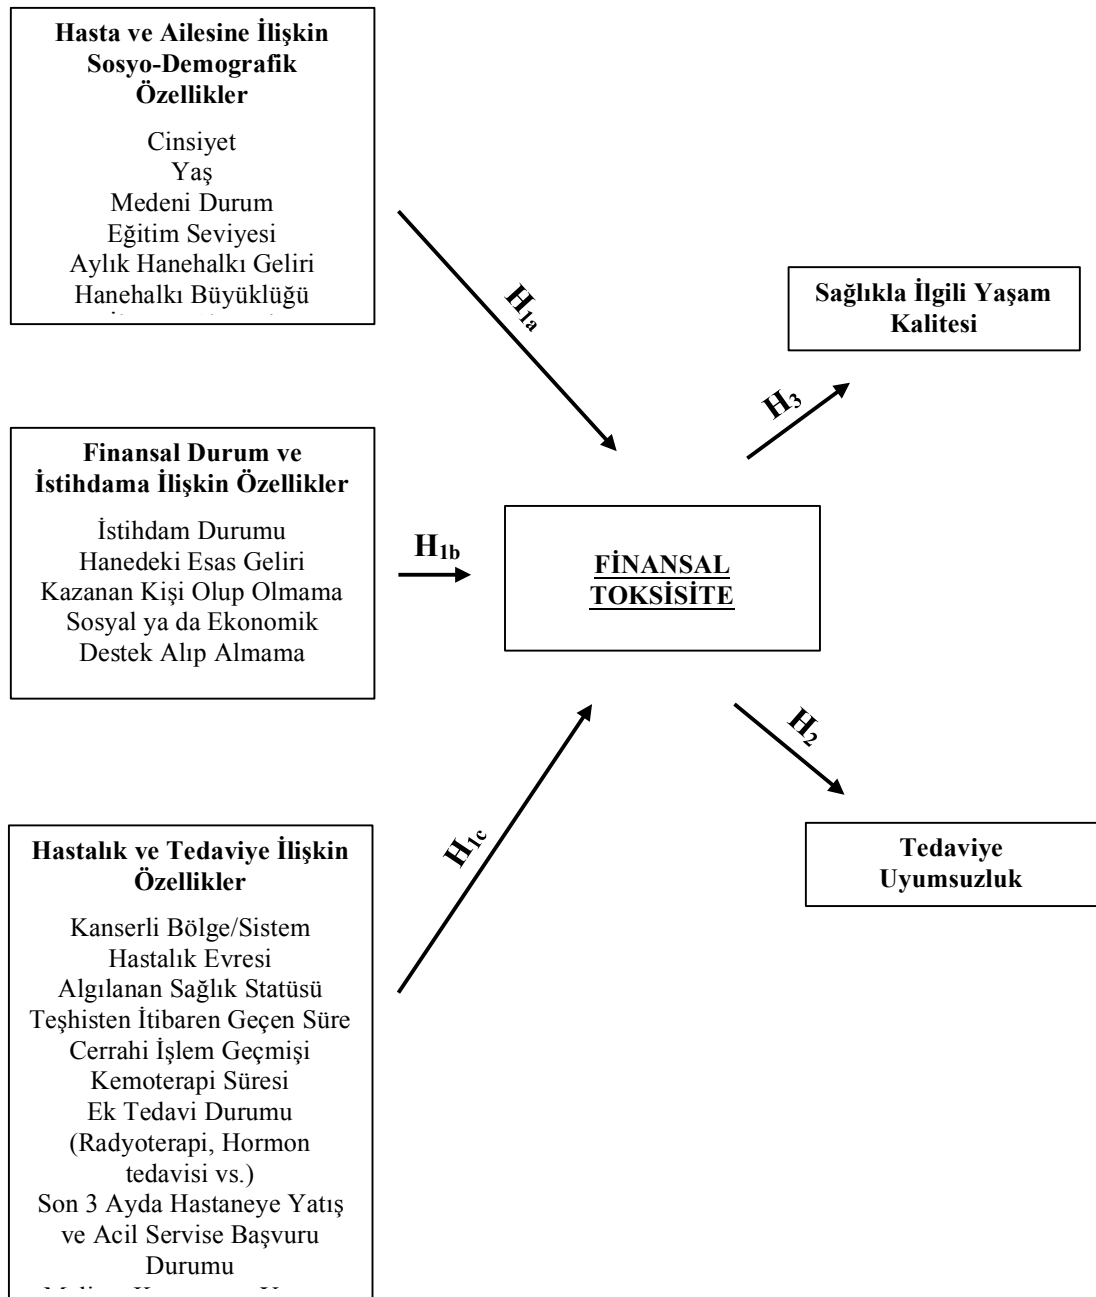 Hasta ve Ailesine İlişkin
Sosyo-Demografik
Özellikler
Cinsiyet
Yaş
Medeni Durum
Eğitim Seviyesi
Aylık Hanehalkı Geliri
Hanehalkı Büyüklüğü
H1a
Sağlıkla İlgili Yaşam
Kalitesi
H3
Finansal Durum ve
İstihdama İlişkin Özellikler
İstihdam Durumu
Hanedeki Esas Geliri
Kazanan Kişi Olup Olmama
Sosyal ya da Ekonomik
Destek Alıp Almama
H1b
FİNANSAL
TOKSİSİTE
H2
Tedaviye
Uyumsuzluk
H1c
Hastalık ve Tedaviye İlişkin
Özellikler
Kanserli Bölge/Sistem
Hastalık Evresi
Algılanan Sağlık Statüsü
Teşhisten İtibaren Geçen Süre
Cerrahi İşlem Geçmişi
Kemoterapi Süresi
Ek Tedavi Durumu
(Radyoterapi, Hormon
tedavisi vs.)
Son 3 Ayda Hastaneye Yatış
ve Acil Servise Başvuru
Durumu